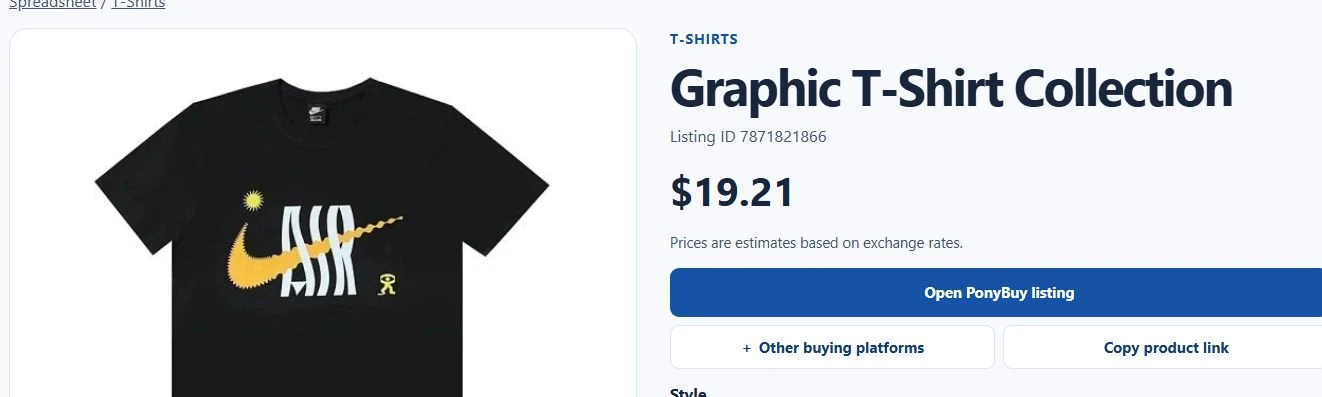 Spreadsheet / T-Shirts
T-SHIRTS
Graphic T-Shirt Collection
Listing ID 7871821866
$19.21
Prices are estimates based on exchange rates.
Open PonyBuy listing
+ Other buying platforms
Copy product link
Style
AIR